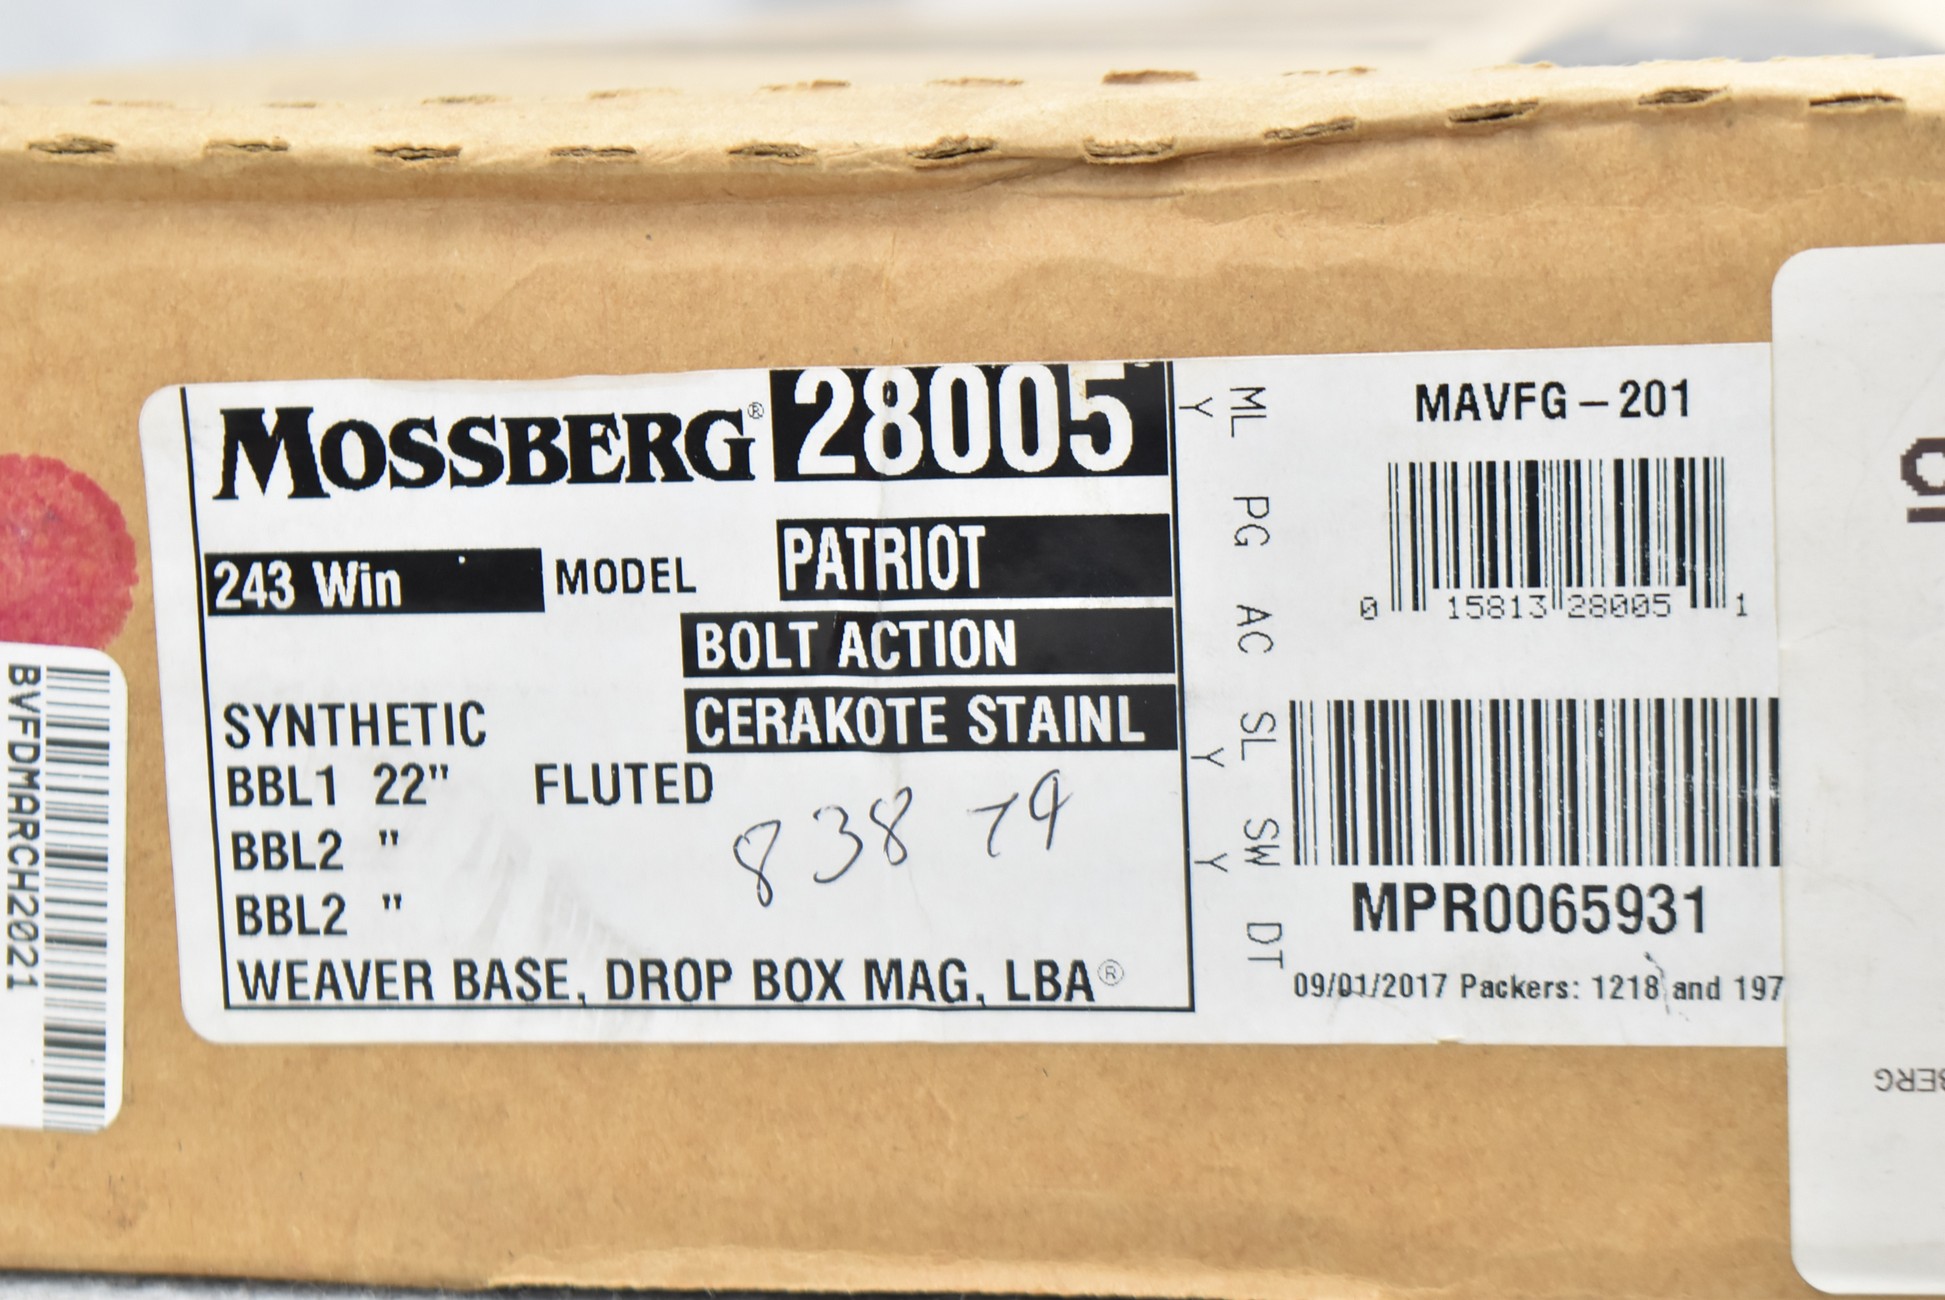 MOSSBERG® 28005
243 Win MODEL PATRIOT
BOLT ACTION
CERAKOTE STAINL
SYNTHETIC
BBL1 22" FLUTED
BBL2 "
BBL2 "
838 79
WEAVER BASE, DROP BOX MAG, LBA®
ML PG AC SL SW DT
Y Y Y
MAVFG-201
0 15813 28005 1
MPR0065931
09/01/2017 Packers: 1218 and 197
BVFDMARCH2021
BERG